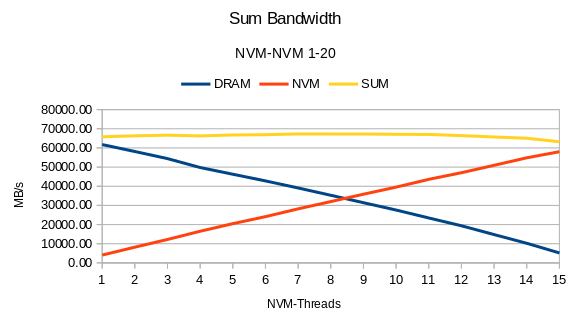 Sum Bandwidth
NVM-NVM 1-20
DRAM NVM SUM
80000.00
70000.00
60000.00
50000.00
40000.00
30000.00
20000.00
10000.00
0.00
MB/s
1 2 3 4 5 6 7 8 9 10 11 12 13 14 15
NVM-Threads